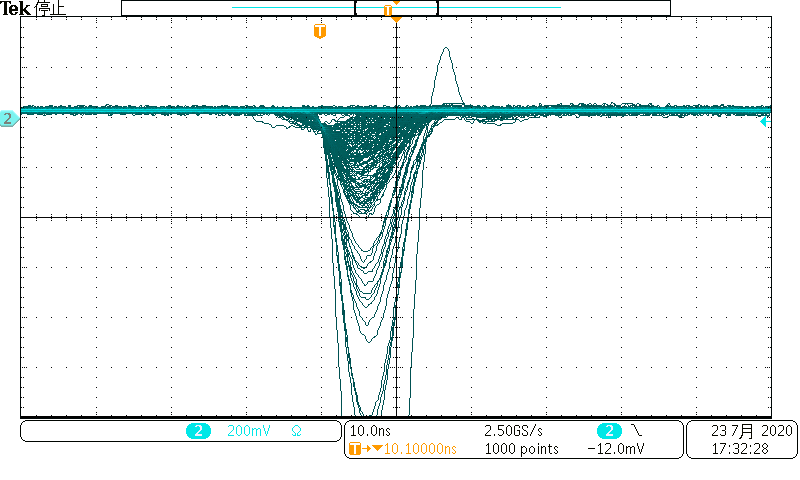 Tek 停止
T
T
2
2 200mV Ω
10.0ns 2.50GS/s 2 ∖
T→▼10.10000ns 1000 points −12.0mV
23 7月 2020
17:32:28